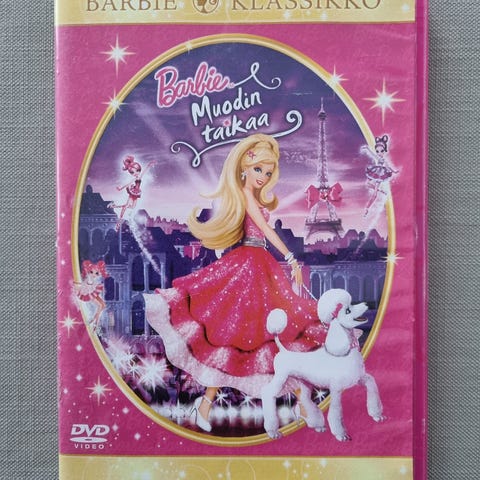 BARBIE KLASSIKKO
Barbie
Muodin
taikaa
DVD
VIDEO